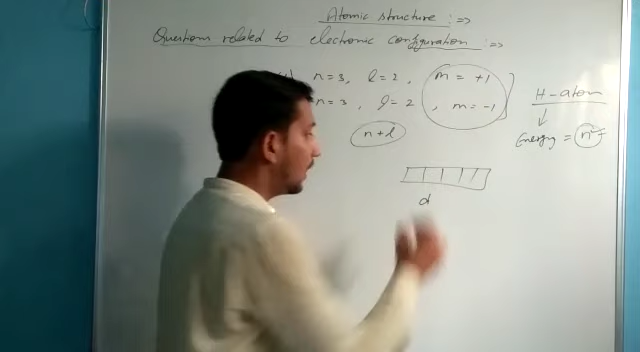 Atomic structure :=>
Questions related to electronic configuration :=>
n=3, l=2, m = +1
n=3, l=2, m = -1
n+l
H-atom
↓
Energy =
d